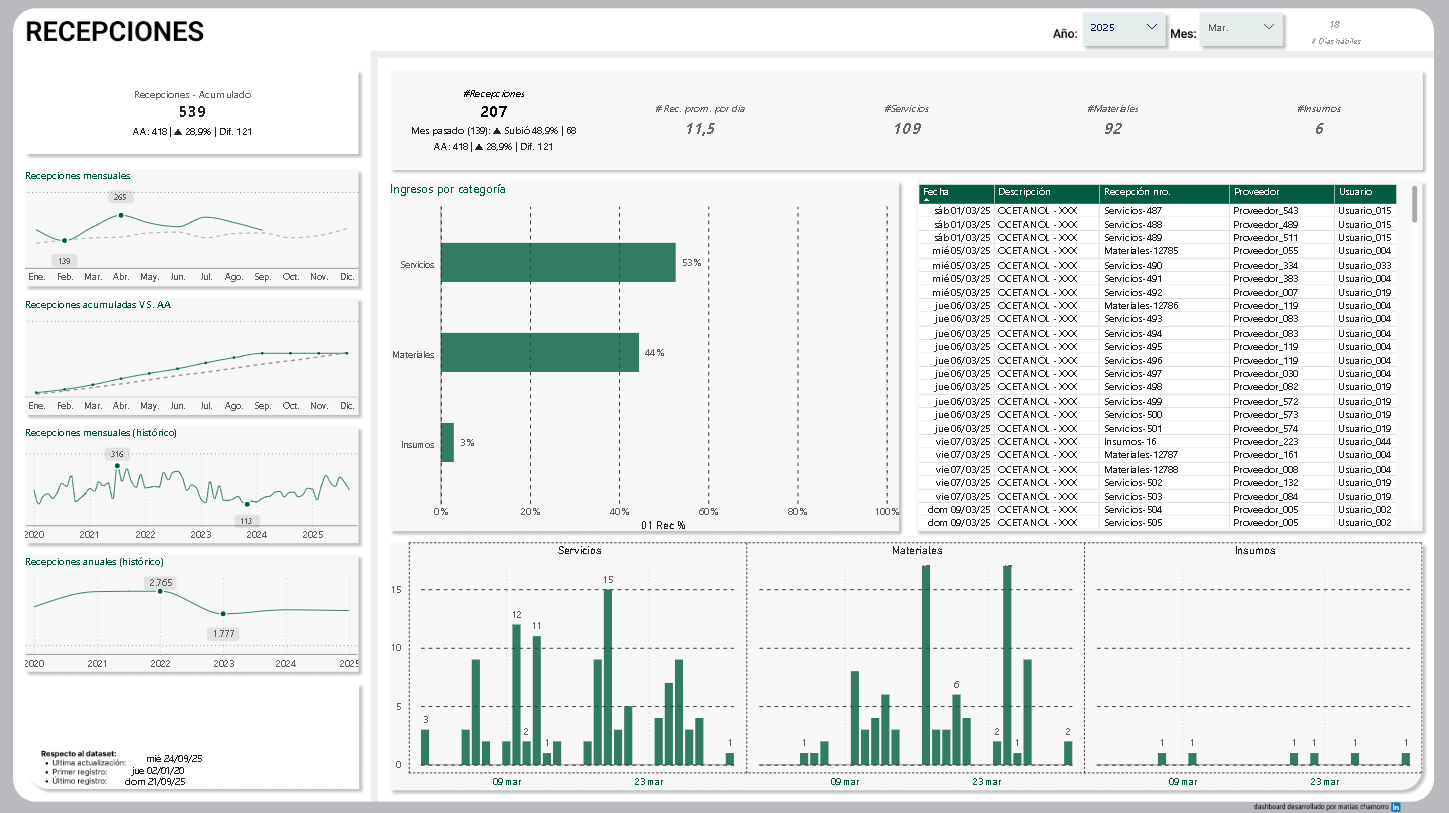 RECEPCIONES
Año: 2025 Mes: Mar.
18
# Días hábiles
Recepciones - Acumulado
539
AA: 418 | ▲ 28,9% | Dif. 121
#Recepciones
207
Mes pasado (139): ▲ Subió 48,9% | 68
AA: 418 | ▲ 28,9% | Dif. 121
#Rec. prom. por día
11,5
#Servicios
109
#Materiales
92
#Insumos
6
Recepciones mensuales
265
139
Ene. Feb. Mar. Abr. May. Jun. Jul. Ago. Sep. Oct. Nov. Dic.
Recepciones acumuladas VS. AA
Ene. Feb. Mar. Abr. May. Jun. Jul. Ago. Sep. Oct. Nov. Dic.
Recepciones mensuales (histórico)
316
113
2020 2021 2022 2023 2024 2025
Recepciones anuales (histórico)
2.765
1.777
2020 2021 2022 2023 2024 2025
Respecto al dataset:
• Última actualización: mié 24/09/25
• Primer registro: jue 02/01/20
• Último registro: dom 21/09/25
Ingresos por categoría
Servicios 53%
Materiales 44%
Insumos 3%
0% 20% 40% 60% 80% 100%
01 Rec %
Fecha Descripción Recepción nro. Proveedor Usuario
sáb 01/03/25 OCETANOL - XXX Servicios-487 Proveedor_543 Usuario_015
sáb 01/03/25 OCETANOL - XXX Servicios-488 Proveedor_489 Usuario_015
sáb 01/03/25 OCETANOL - XXX Servicios-489 Proveedor_511 Usuario_015
mié 05/03/25 OCETANOL - XXX Materiales-12785 Proveedor_055 Usuario_004
mié 05/03/25 OCETANOL - XXX Servicios-490 Proveedor_334 Usuario_033
mié 05/03/25 OCETANOL - XXX Servicios-491 Proveedor_383 Usuario_004
mié 05/03/25 OCETANOL - XXX Servicios-492 Proveedor_007 Usuario_019
jue 06/03/25 OCETANOL - XXX Materiales-12786 Proveedor_119 Usuario_004
jue 06/03/25 OCETANOL - XXX Servicios-493 Proveedor_083 Usuario_004
jue 06/03/25 OCETANOL - XXX Servicios-494 Proveedor_083 Usuario_004
jue 06/03/25 OCETANOL - XXX Servicios-495 Proveedor_119 Usuario_004
jue 06/03/25 OCETANOL - XXX Servicios-496 Proveedor_119 Usuario_004
jue 06/03/25 OCETANOL - XXX Servicios-497 Proveedor_030 Usuario_004
jue 06/03/25 OCETANOL - XXX Servicios-498 Proveedor_082 Usuario_019
jue 06/03/25 OCETANOL - XXX Servicios-499 Proveedor_572 Usuario_019
jue 06/03/25 OCETANOL - XXX Servicios-500 Proveedor_573 Usuario_019
jue 06/03/25 OCETANOL - XXX Servicios-501 Proveedor_574 Usuario_019
vie 07/03/25 OCETANOL - XXX Insumos-16 Proveedor_223 Usuario_044
vie 07/03/25 OCETANOL - XXX Materiales-12787 Proveedor_161 Usuario_004
vie 07/03/25 OCETANOL - XXX Materiales-12788 Proveedor_008 Usuario_004
vie 07/03/25 OCETANOL - XXX Servicios-502 Proveedor_132 Usuario_019
vie 07/03/25 OCETANOL - XXX Servicios-503 Proveedor_084 Usuario_019
dom 09/03/25 OCETANOL - XXX Servicios-504 Proveedor_005 Usuario_002
dom 09/03/25 OCETANOL - XXX Servicios-505 Proveedor_005 Usuario_002
Servicios Materiales Insumos
15
10
5
0
3 12 2 11 1 15 1
1 6 2 1 2
1 1 1 1 1 1
09 mar 23 mar 09 mar 23 mar 09 mar 23 mar
dashboard desarrollado por matias chamorro in